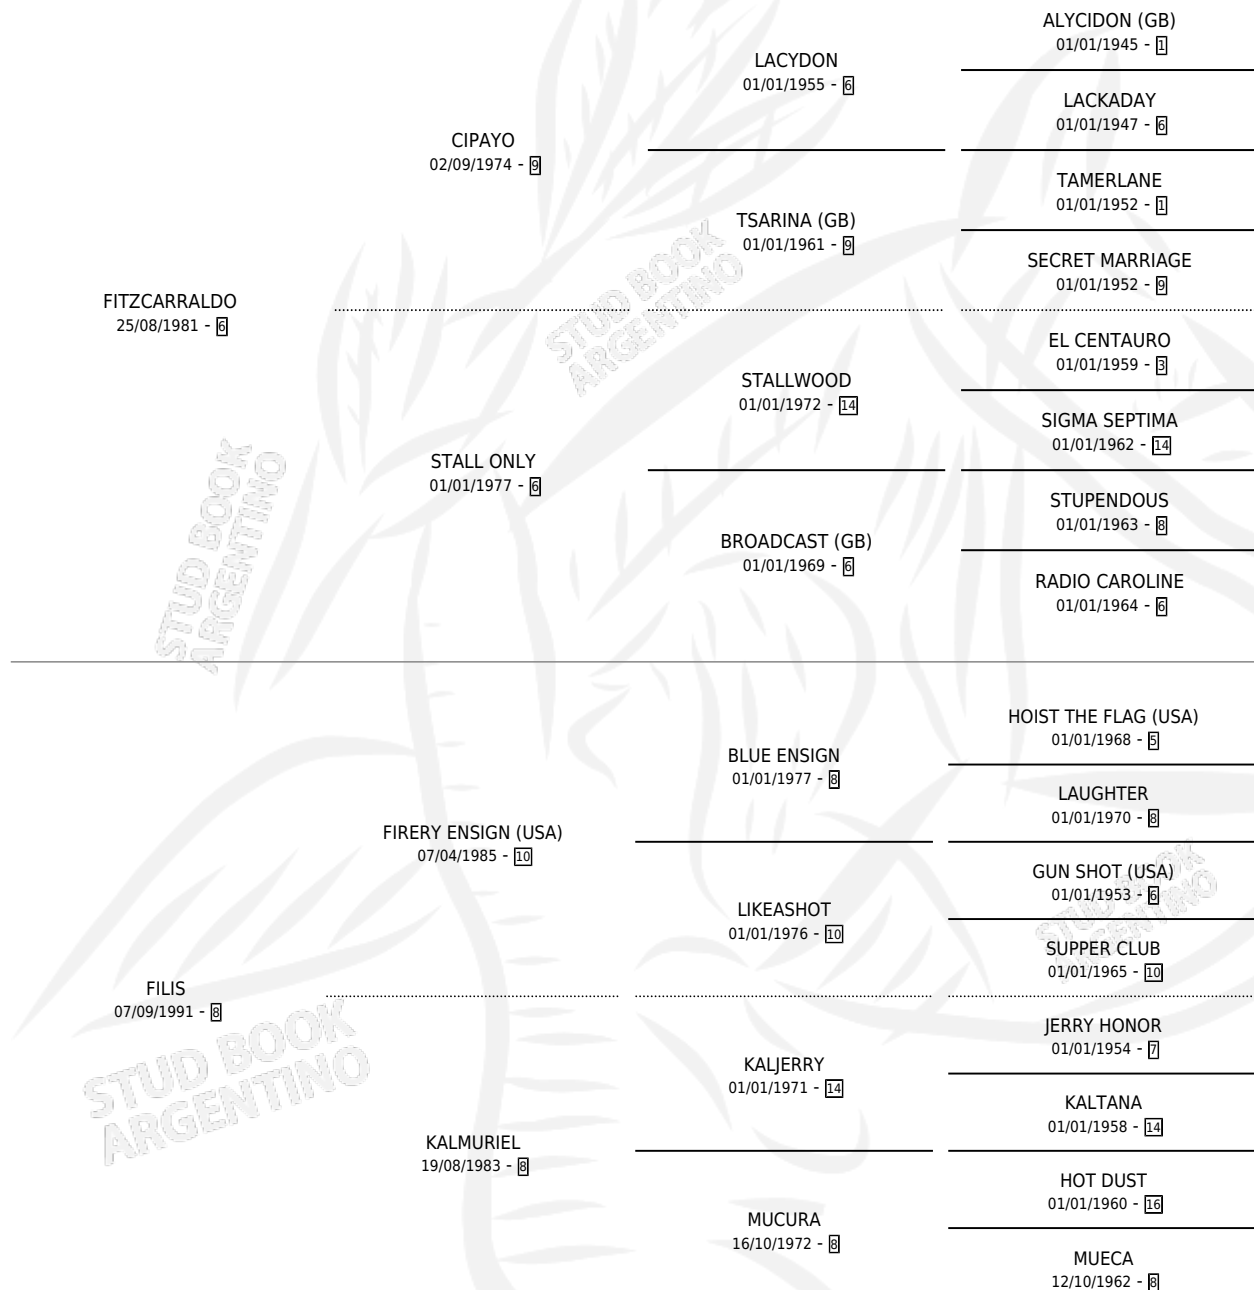 ALYCIDON (GB)
01/01/1945 - 1
LACYDON
01/01/1955 - 6
LACKADAY
01/01/1947 - 6
CIPAYO
02/09/1974 - 9
TAMERLANE
01/01/1952 - 1
TSARINA (GB)
01/01/1961 - 9
SECRET MARRIAGE
01/01/1952 - 9
FITZCARRALDO
25/08/1981 - 6
STUD BOOK
ARGENTINO
EL CENTAURO
01/01/1959 - 3
STALLWOOD
01/01/1972 - 14
SIGMA SEPTIMA
01/01/1962 - 14
STALL ONLY
01/01/1977 - 6
STUPENDOUS
01/01/1963 - 8
BROADCAST (GB)
01/01/1969 - 6
RADIO CAROLINE
01/01/1964 - 6
STUD BOOK
ARGENTINO
HOIST THE FLAG (USA)
01/01/1968 - 5
BLUE ENSIGN
01/01/1977 - 8
LAUGHTER
01/01/1970 - 8
FIRERY ENSIGN (USA)
07/04/1985 - 10
GUN SHOT (USA)
01/01/1953 - 6
LIKEASHOT
01/01/1976 - 10
STUD BOOK
ARGENTINO
SUPPER CLUB
01/01/1965 - 10
FILIS
07/09/1991 - 8
JERRY HONOR
01/01/1954 - 7
STUD BOOK
ARGENTINO
KALJERRY
01/01/1971 - 14
KALTANA
01/01/1958 - 14
KALMURIEL
19/08/1983 - 8
HOT DUST
01/01/1960 - 16
MUCURA
16/10/1972 - 8
MUECA
12/10/1962 - 8